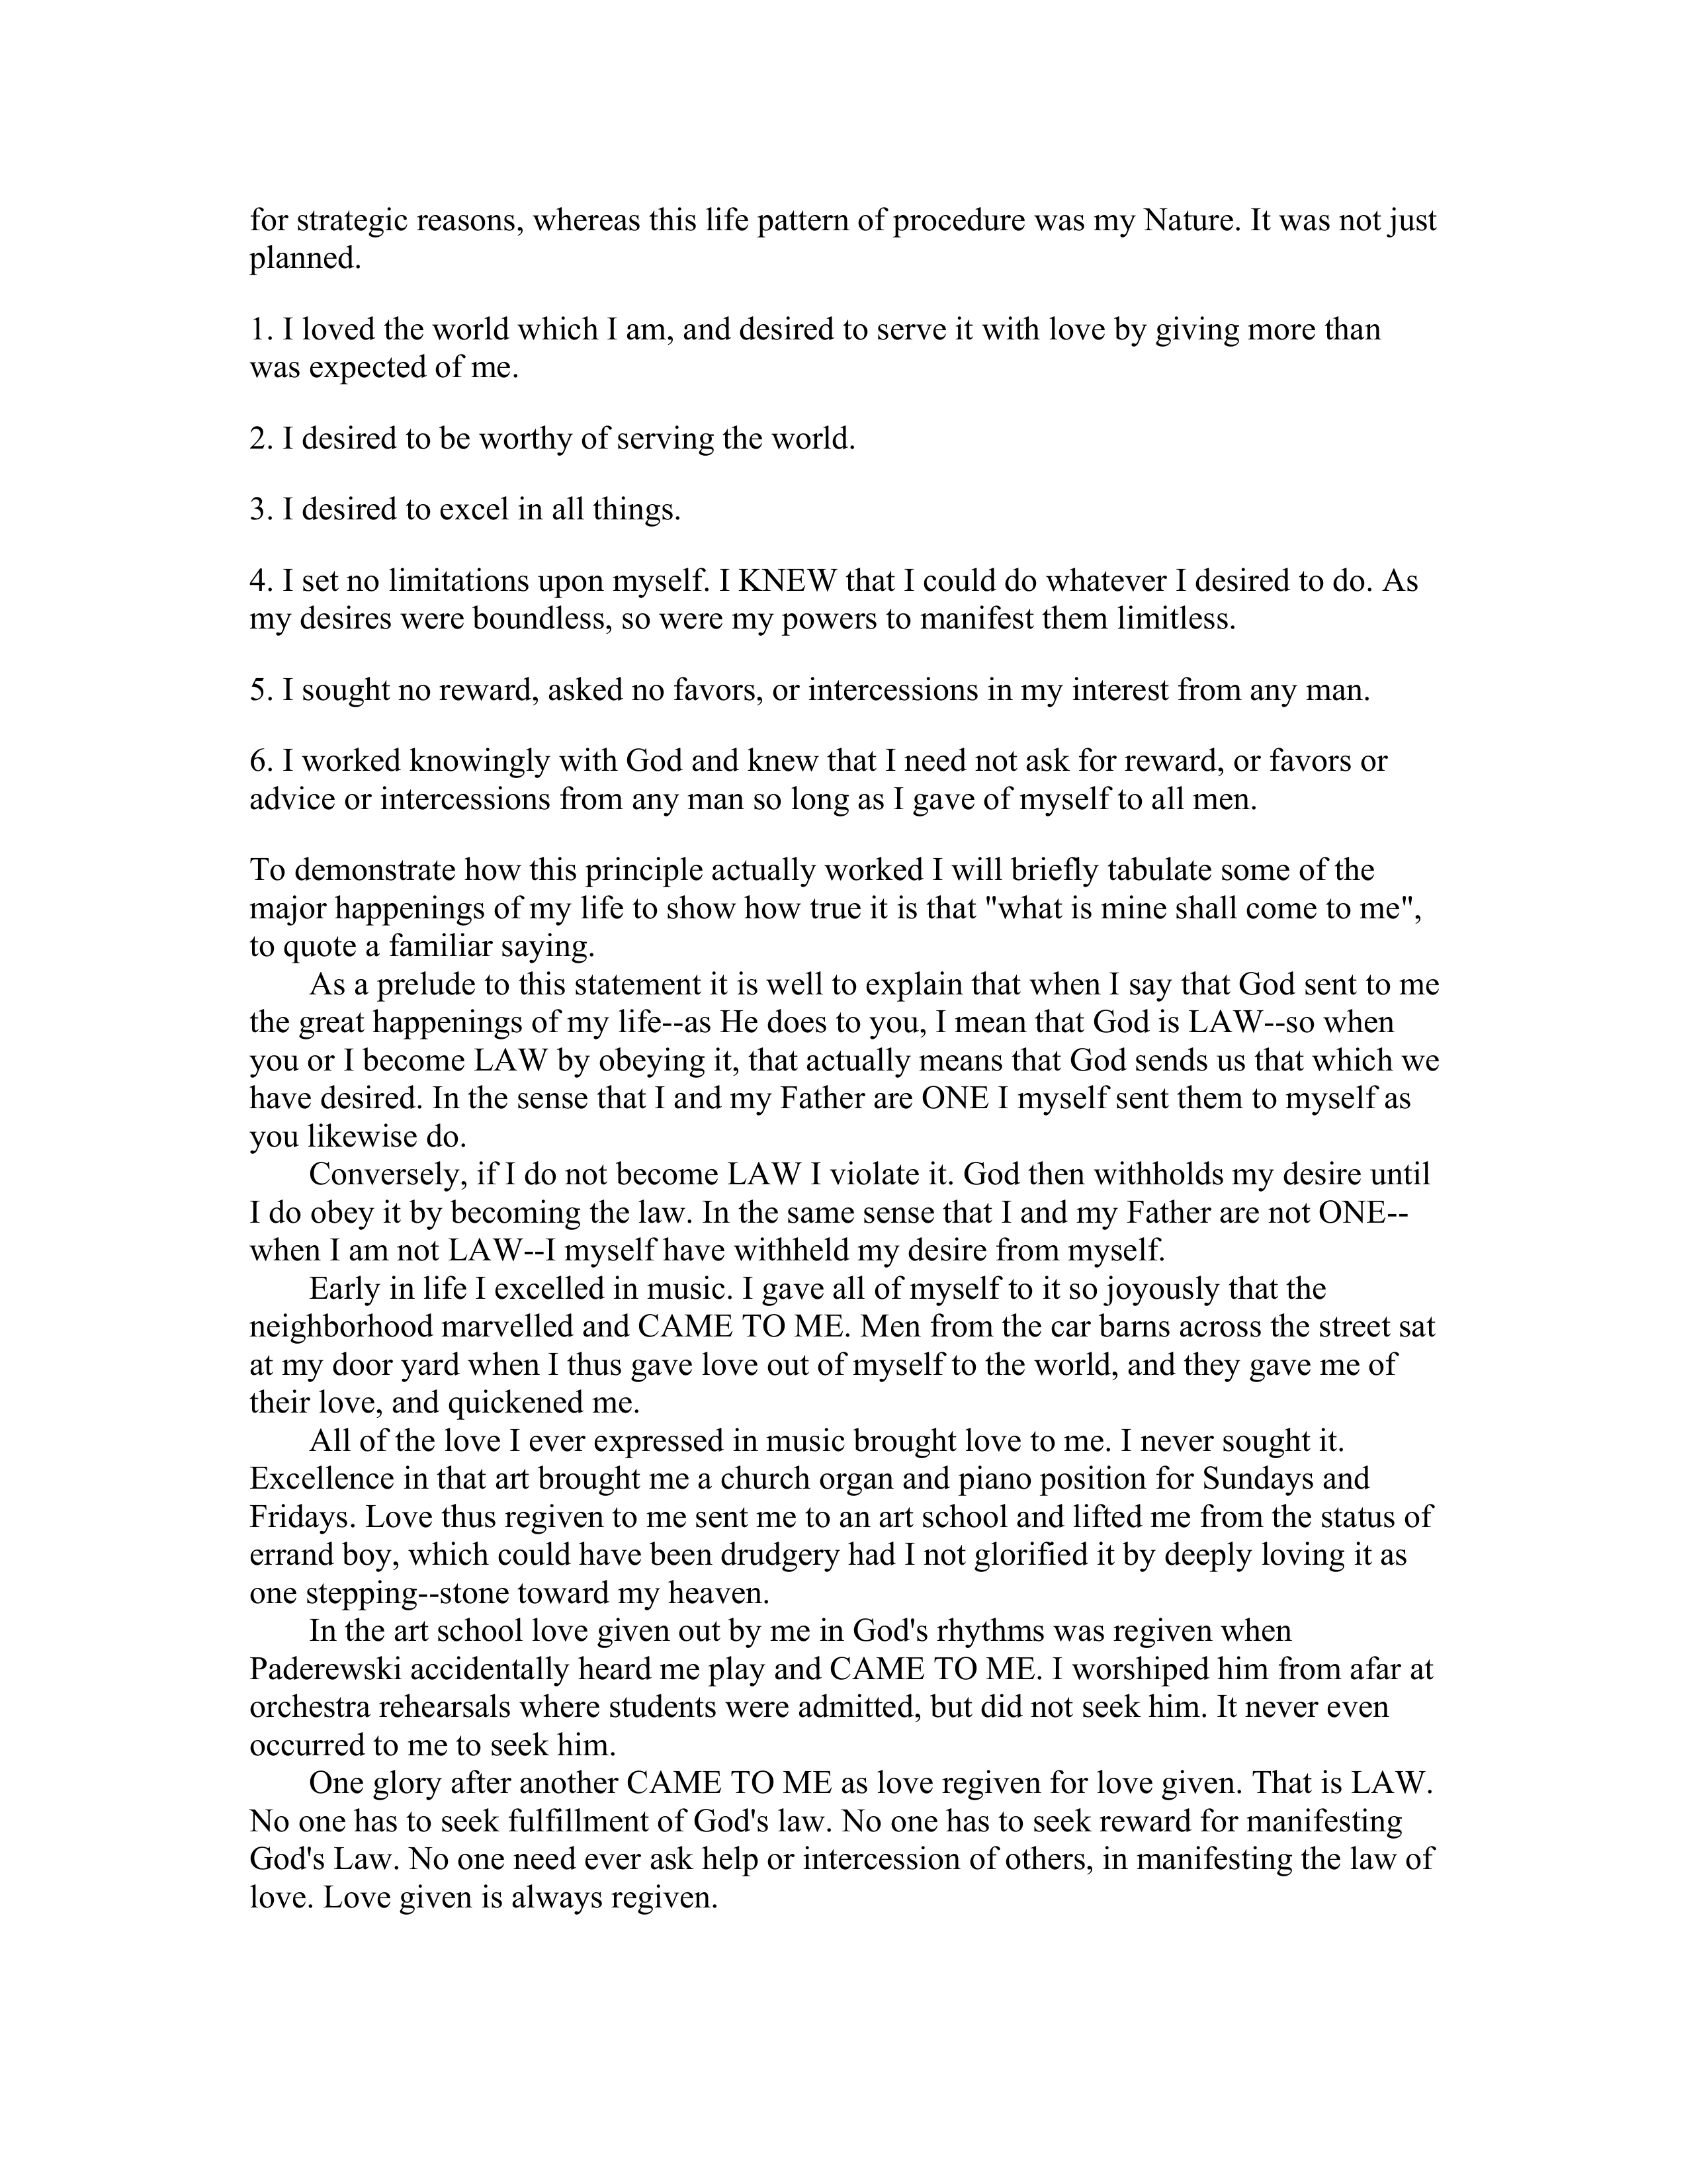 for strategic reasons, whereas this life pattern of procedure was my Nature. It was not just
planned.
1. I loved the world which I am, and desired to serve it with love by giving more than
was expected of me.
2. I desired to be worthy of serving the world.
3. I desired to excel in all things.
4. I set no limitations upon myself. I KNEW that I could do whatever I desired to do. As
my desires were boundless, so were my powers to manifest them limitless.
5. I sought no reward, asked no favors, or intercessions in my interest from any man.
6. I worked knowingly with God and knew that I need not ask for reward, or favors or
advice or intercessions from any man so long as I gave of myself to all men.
To demonstrate how this principle actually worked I will briefly tabulate some of the
major happenings of my life to show how true it is that "what is mine shall come to me",
to quote a familiar saying.
As a prelude to this statement it is well to explain that when I say that God sent to me
the great happenings of my life--as He does to you, I mean that God is LAW--so when
you or I become LAW by obeying it, that actually means that God sends us that which we
have desired. In the sense that I and my Father are ONE I myself sent them to myself as
you likewise do.
Conversely, if I do not become LAW I violate it. God then withholds my desire until
I do obey it by becoming the law. In the same sense that I and my Father are not ONE--
when I am not LAW--I myself have withheld my desire from myself.
Early in life I excelled in music. I gave all of myself to it so joyously that the
neighborhood marvelled and CAME TO ME. Men from the car barns across the street sat
at my door yard when I thus gave love out of myself to the world, and they gave me of
their love, and quickened me.
All of the love I ever expressed in music brought love to me. I never sought it.
Excellence in that art brought me a church organ and piano position for Sundays and
Fridays. Love thus regiven to me sent me to an art school and lifted me from the status of
errand boy, which could have been drudgery had I not glorified it by deeply loving it as
one stepping--stone toward my heaven.
In the art school love given out by me in God's rhythms was regiven when
Paderewski accidentally heard me play and CAME TO ME. I worshiped him from afar at
orchestra rehearsals where students were admitted, but did not seek him. It never even
occurred to me to seek him.
One glory after another CAME TO ME as love regiven for love given. That is LAW.
No one has to seek fulfillment of God's law. No one has to seek reward for manifesting
God's Law. No one need ever ask help or intercession of others, in manifesting the law of
love. Love given is always regiven.